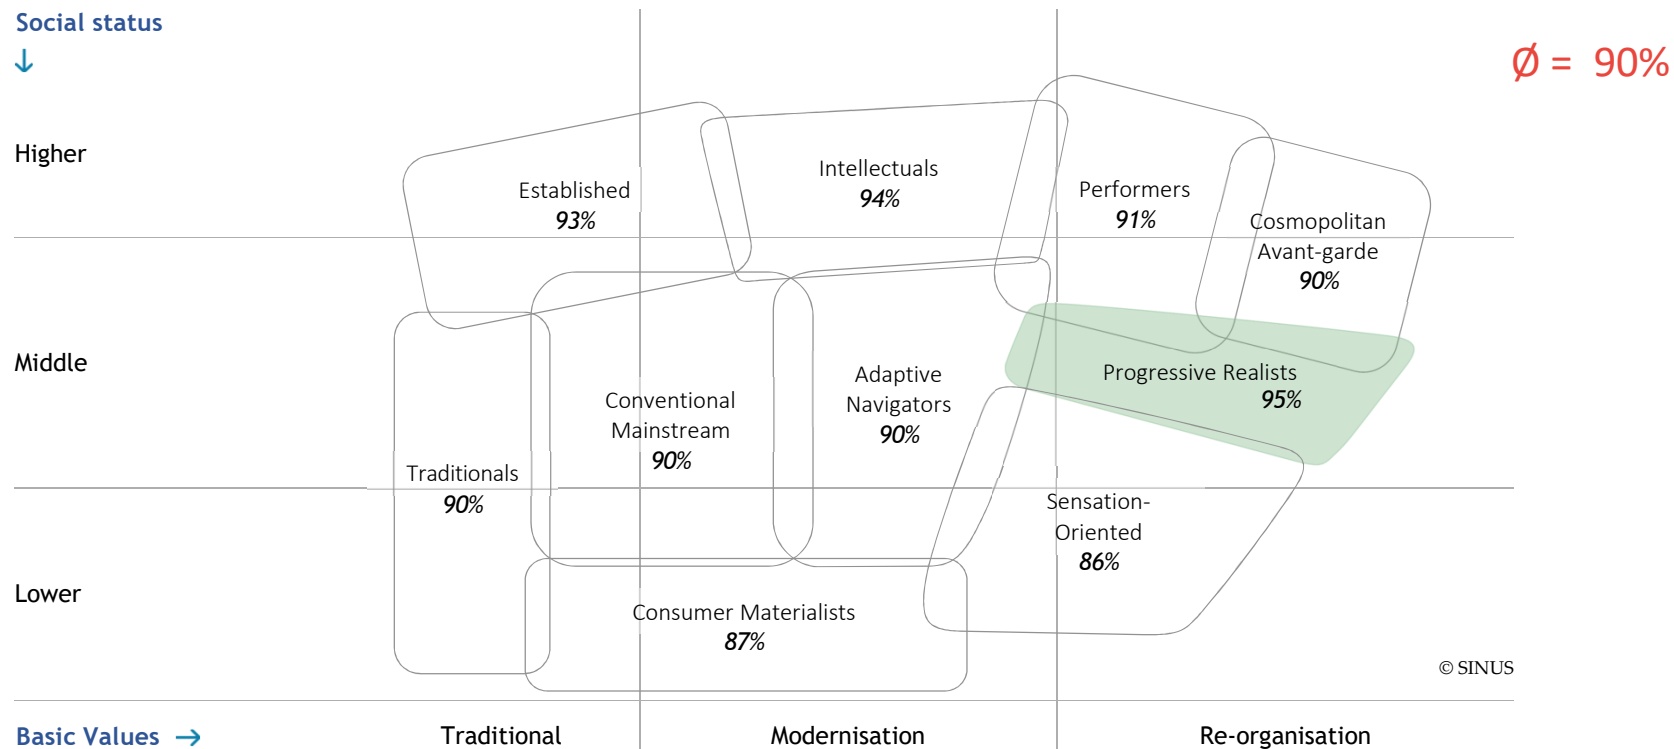 Social status
↓
Ø = 90%
Higher
Established
93%
Intellectuals
94%
Performers
91%
Cosmopolitan
Avant-garde
90%
Middle
Traditionals
90%
Conventional
Mainstream
90%
Adaptive
Navigators
90%
Progressive Realists
95%
Sensation-
Oriented
86%
Lower
Consumer Materialists
87%
© SINUS
Basic Values →
Traditional
Modernisation
Re-organisation